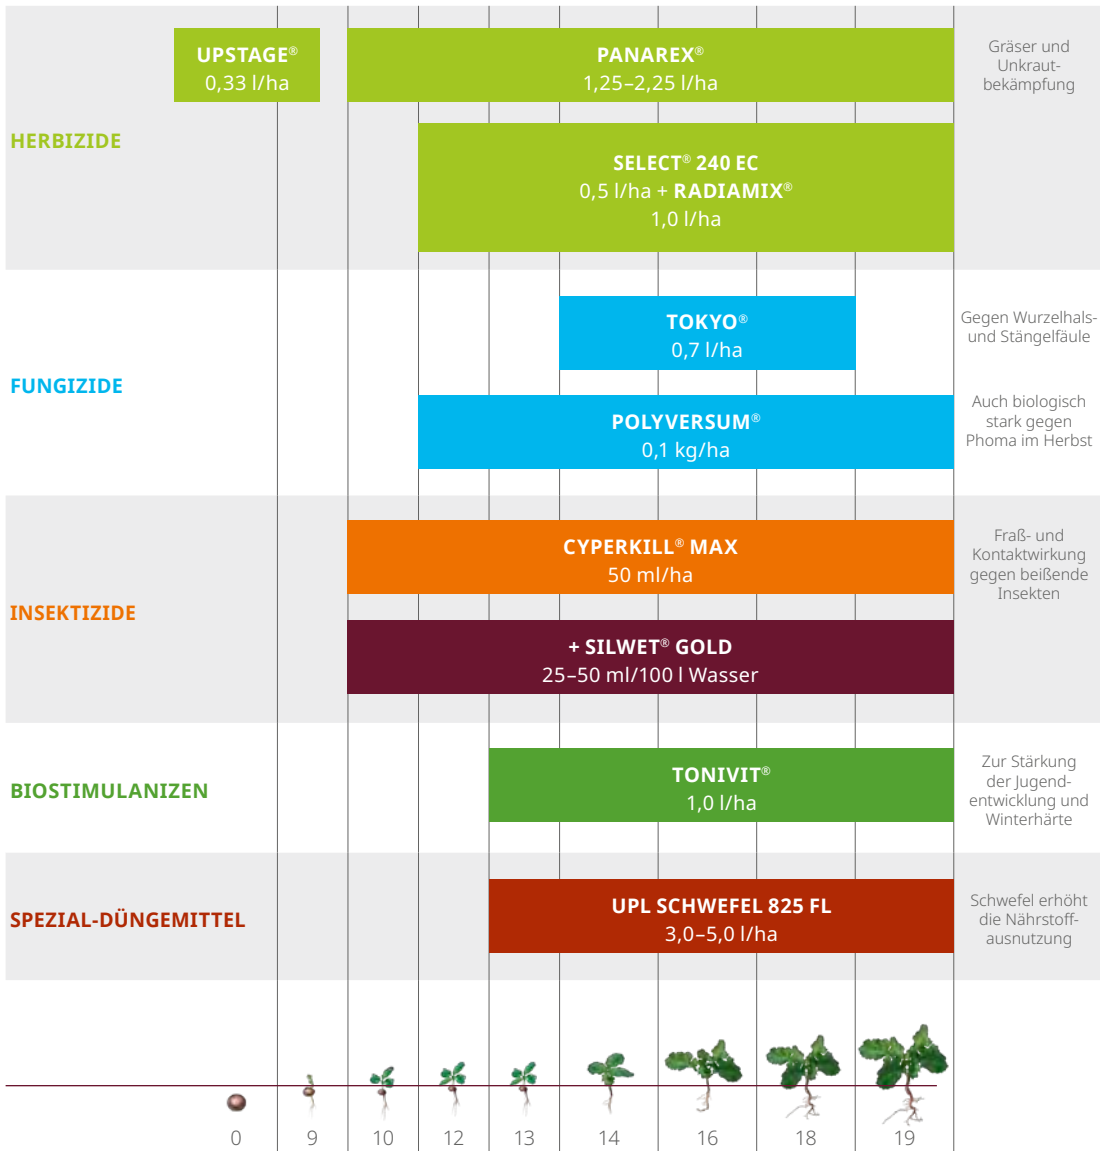 HERBIZIDE
UPSTAGE®
0,33 l/ha
PANAREX®
1,25–2,25 l/ha
Gräser und
Unkraut-
bekämpfung
SELECT® 240 EC
0,5 l/ha + RADIAMIX®
1,0 l/ha
FUNGIZIDE
TOKYO®
0,7 l/ha
Gegen Wurzelhals-
und Stängelfäule
POLYVERSUM®
0,1 kg/ha
Auch biologisch
stark gegen
Phoma im Herbst
INSEKTIZIDE
CYPERKILL® MAX
50 ml/ha
Fraß- und
Kontaktwirkung
gegen beißende
Insekten
+ SILWET® GOLD
25–50 ml/100 l Wasser
BIOSTIMULANIZEN
TONIVIT®
1,0 l/ha
Zur Stärkung
der Jugend-
entwicklung und
Winterhärte
SPEZIAL-DÜNGEMITTEL
UPL SCHWEFEL 825 FL
3,0–5,0 l/ha
Schwefel erhöht
die Nährstoff-
ausnutzung
0 9 10 12 13 14 16 18 19